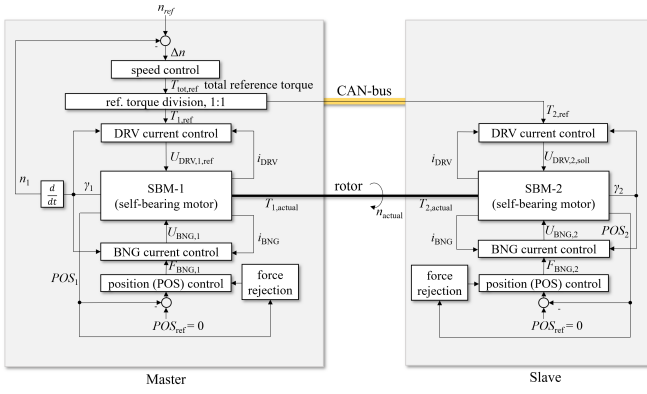 n_ref
-
Δn
speed control
T_tot,ref total reference torque
ref. torque division, 1:1
CAN-bus
T_1,ref
T_2,ref
DRV current control
DRV current control
U_DRV,1,ref
i_DRV
i_DRV
U_DRV,2,soll
n_1
d/dt
γ_1
SBM-1
(self-bearing motor)
rotor
T_1,actual
n_actual
T_2,actual
SBM-2
(self-bearing motor)
γ_2
U_BNG,1
i_BNG
i_BNG
U_BNG,2
POS_2
BNG current control
BNG current control
POS_1
F_BNG,1
F_BNG,2
position (POS) control
force
rejection
force
rejection
position (POS) control
-
-
POS_ref = 0
POS_ref = 0
Master
Slave